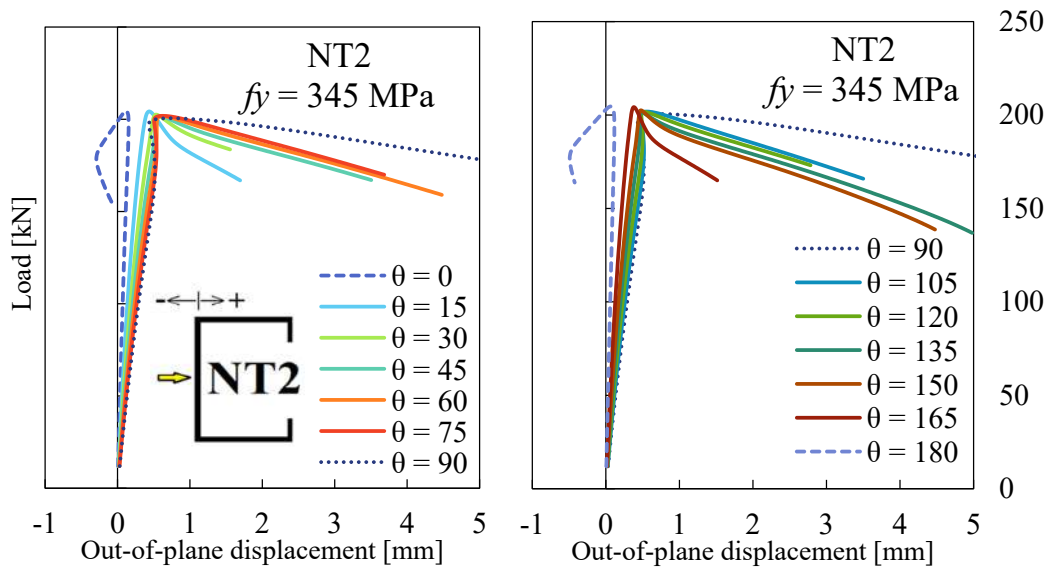 NT2
fy = 345 MPa
Load [kN]
θ = 0
θ = 15
θ = 30
θ = 45
θ = 60
θ = 75
θ = 90
- +
NT2
-1 0 1 2 3 4 5
Out-of-plane displacement [mm]
NT2
fy = 345 MPa
θ = 90
θ = 105
θ = 120
θ = 135
θ = 150
θ = 165
θ = 180
250
200
150
100
50
0
-1 0 1 2 3 4 5
Out-of-plane displacement [mm]